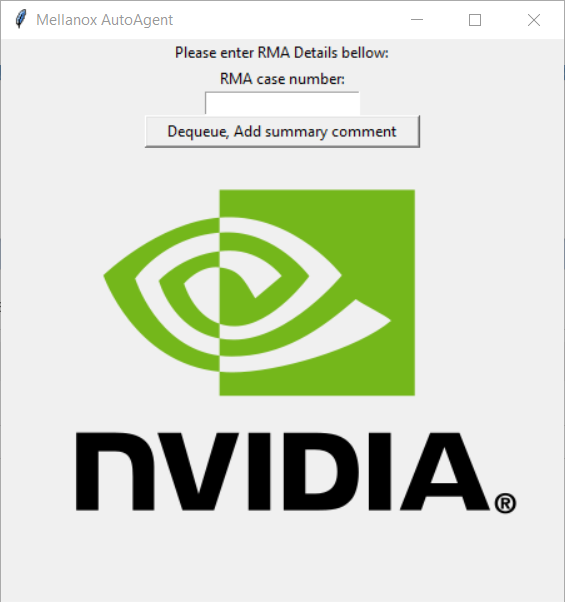 Mellanox AutoAgent
Please enter RMA Details bellow:
RMA case number:
Dequeue, Add summary comment
NVIDIA®